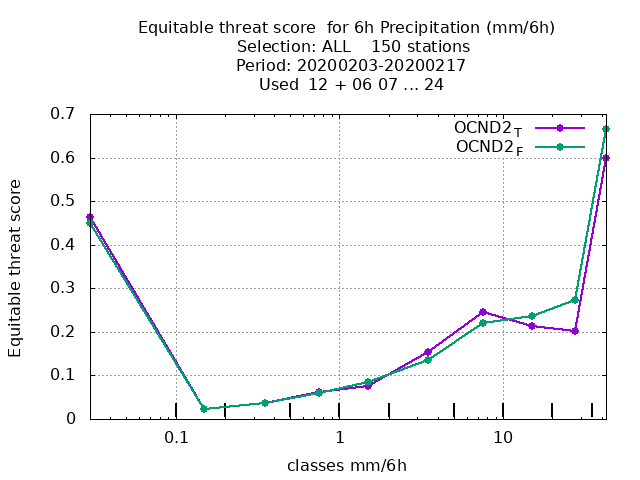 Equitable threat score  for 6h Precipitation (mm/6h)
Selection: ALL    150 stations
Period: 20200203-20200217
Used  12 + 06 07 ... 24
OCND2T
OCND2F
0.7
0.6
0.5
0.4
0.3
0.2
0.1
0
Equitable threat score
0.1 1 10
classes mm/6h